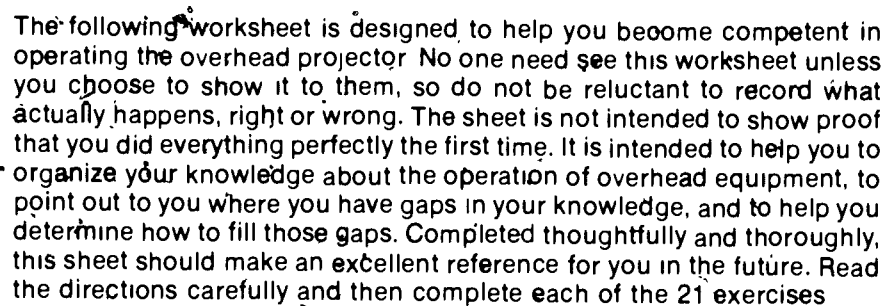 The following worksheet is designed to help you become competent in
operating the overhead projector No one need see this worksheet unless
you choose to show it to them, so do not be reluctant to record what
actually happens, right or wrong. The sheet is not intended to show proof
that you did everything perfectly the first time. It is intended to help you to
organize your knowledge about the operation of overhead equipment, to
point out to you where you have gaps in your knowledge, and to help you
determine how to fill those gaps. Completed thoughtfully and thoroughly,
this sheet should make an excellent reference for you in the future. Read
the directions carefully and then complete each of the 21 exercises